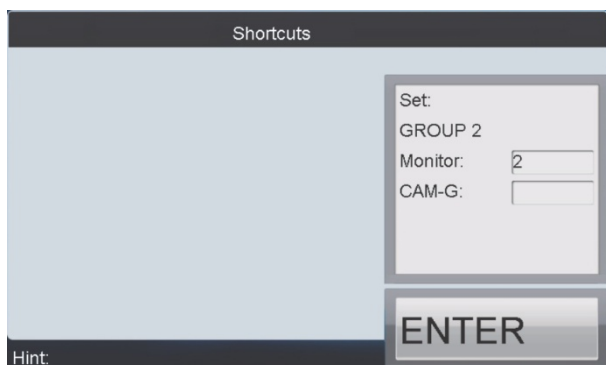 Shortcuts
Set:
GROUP 2
Monitor: 2
CAM-G:
ENTER
Hint: